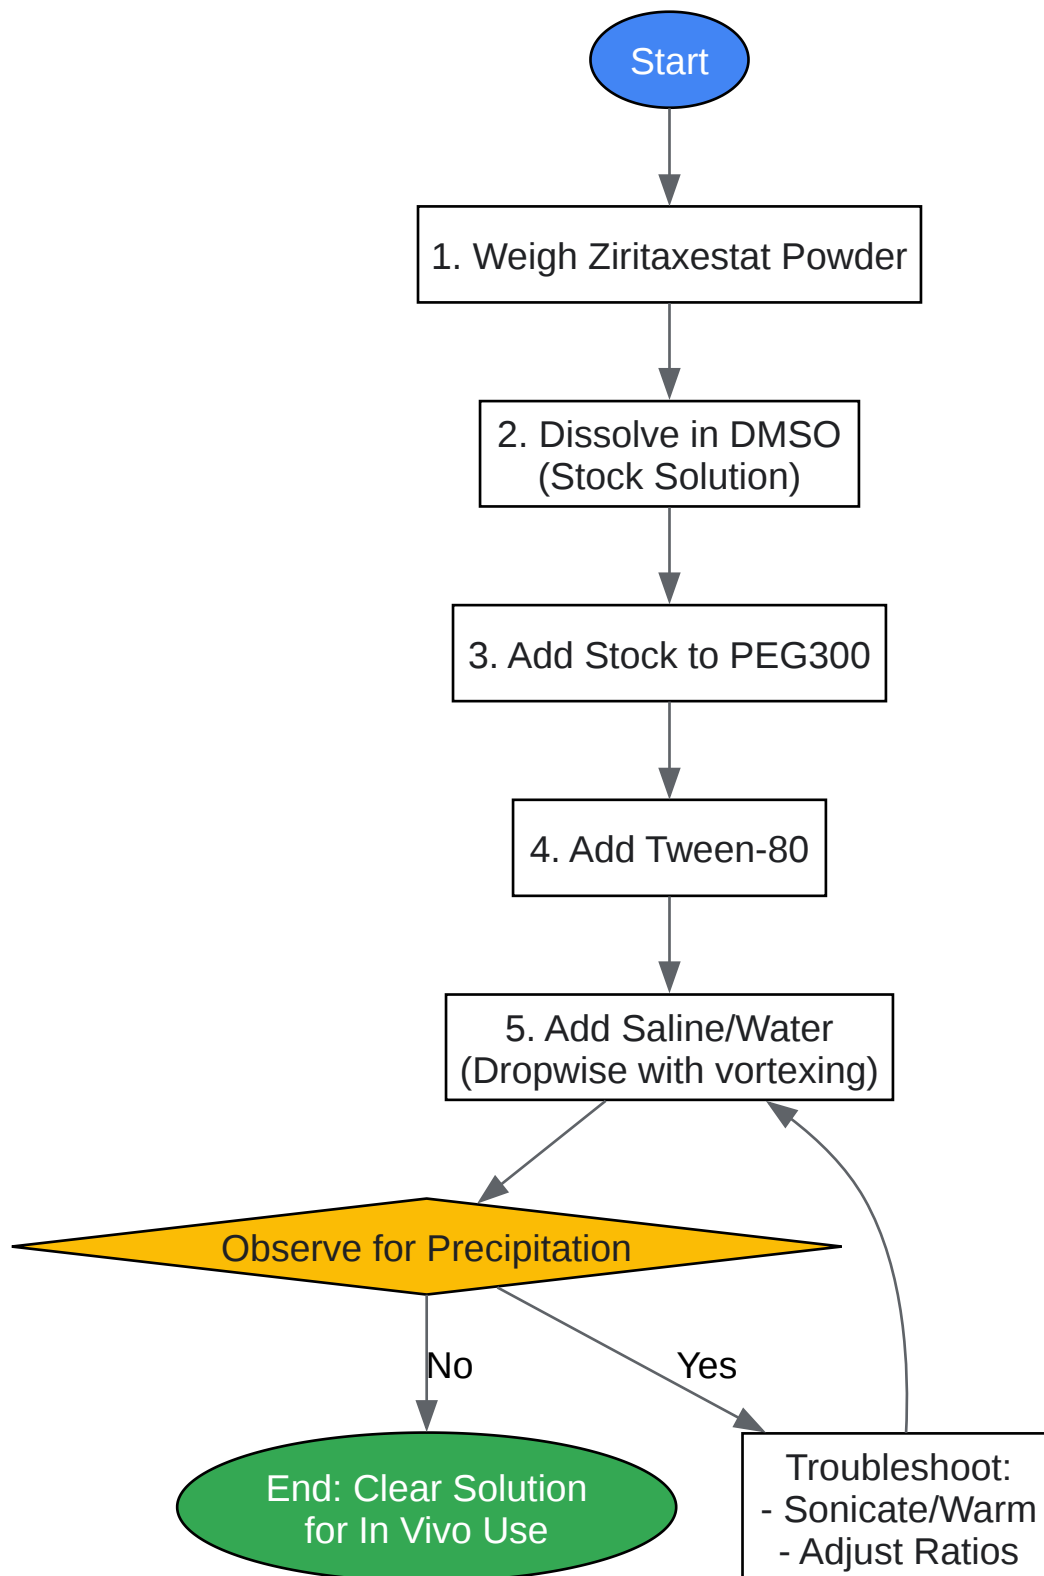 Start
1. Weigh Ziritaxestat Powder
2. Dissolve in DMSO
(Stock Solution)
3. Add Stock to PEG300
4. Add Tween-80
5. Add Saline/Water
(Dropwise with vortexing)
Observe for Precipitation
No
Yes
End: Clear Solution
for In Vivo Use
Troubleshoot:
- Sonicate/Warm
- Adjust Ratios